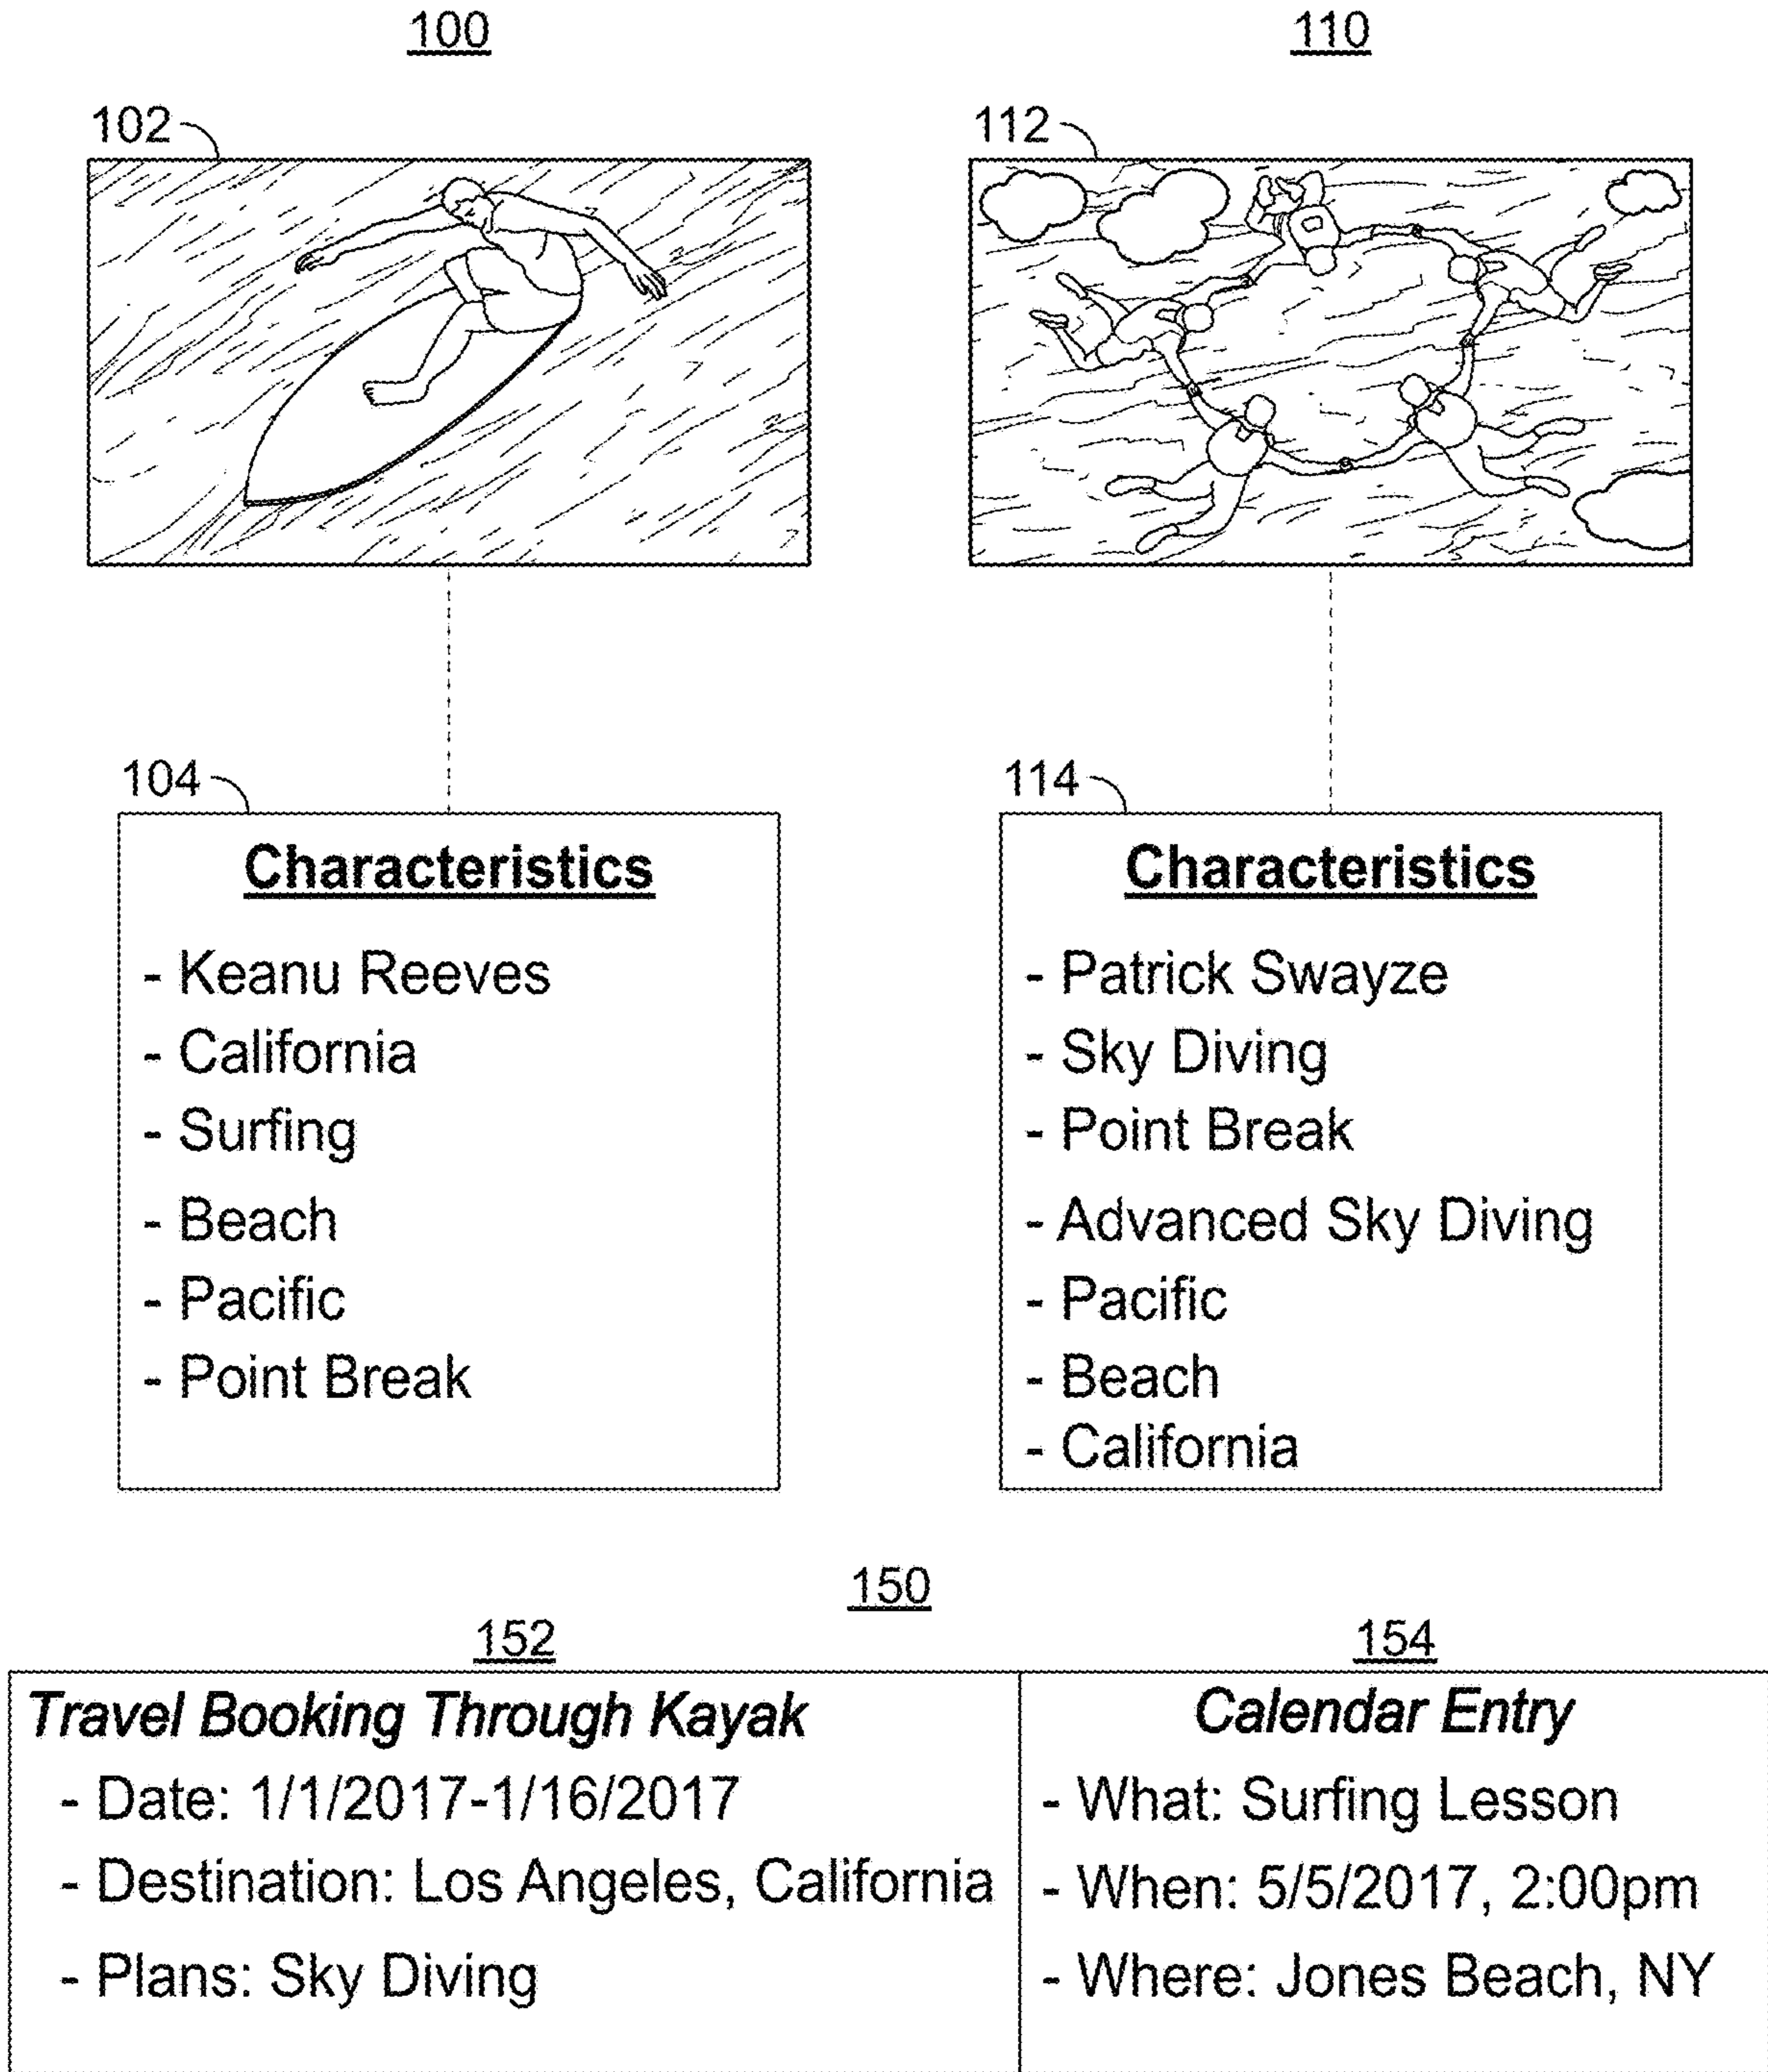 100
110
102
112
104
114
Characteristics
- Keanu Reeves
- California
- Surfing
- Beach
- Pacific
- Point Break
Characteristics
- Patrick Swayze
- Sky Diving
- Point Break
- Advanced Sky Diving
- Pacific
- Beach
- California
150
152
154
Travel Booking Through Kayak
- Date: 1/1/2017-1/16/2017
- Destination: Los Angeles, California
- Plans: Sky Diving
Calendar Entry
- What: Surfing Lesson
- When: 5/5/2017, 2:00pm
- Where: Jones Beach, NY